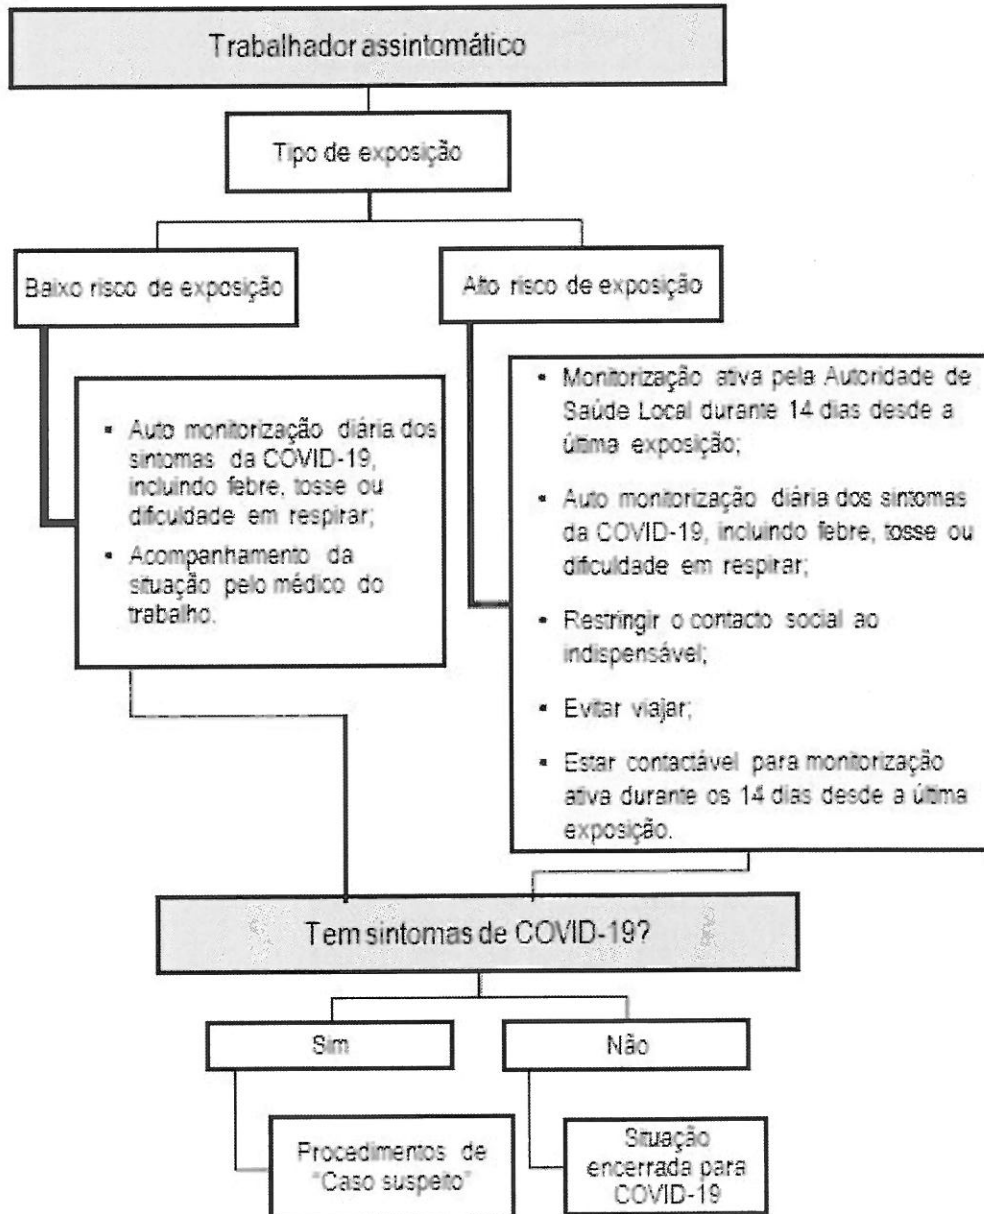 Trabalhador assintomático
Tipo de exposição
Baixo risco de exposição
Alto risco de exposição
• Auto monitorização diária dos
sintomas da COVID-19,
incluindo febre, tosse ou
dificuldade em respirar;
• Acompanhamento da
situação pelo médico do
trabalho.
• Monitorização ativa pela Autoridade de
Saúde Local durante 14 dias desde a
última exposição;
• Auto monitorização diária dos sintomas
da COVID-19, incluindo febre, tosse ou
dificuldade em respirar;
• Restringir o contacto social ao
indispensável;
• Evitar viajar;
• Estar contactável para monitorização
ativa durante os 14 dias desde a última
exposição.
Tem sintomas de COVID-19?
Sim
Não
Procedimentos de
"Caso suspeito"
Situação
encerrada para
COVID-19